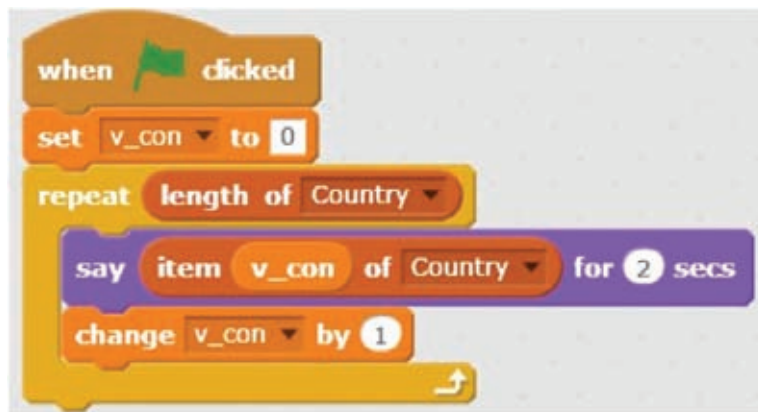 when clicked
set v_con to 0
repeat length of Country
say item v_con of Country for 2 secs
change v_con by 1